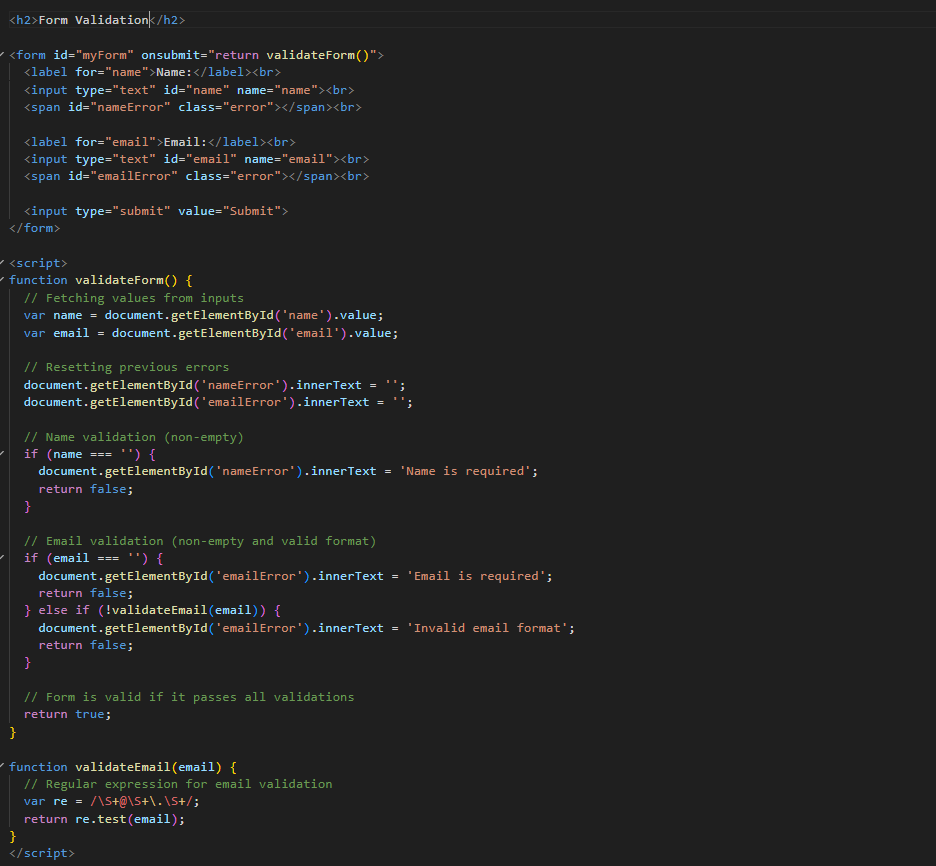 <h2>Form Validation</h2>
<form id="myForm" onsubmit="return validateForm()">
<label for="name">Name:</label><br>
<input type="text" id="name" name="name"><br>
<span id="nameError" class="error"></span><br>
<label for="email">Email:</label><br>
<input type="text" id="email" name="email"><br>
<span id="emailError" class="error"></span><br>
<input type="submit" value="Submit">
</form>
<script>
function validateForm() {
// Fetching values from inputs
var name = document.getElementById('name').value;
var email = document.getElementById('email').value;
// Resetting previous errors
document.getElementById('nameError').innerText = '';
document.getElementById('emailError').innerText = '';
// Name validation (non-empty)
if (name === '') {
document.getElementById('nameError').innerText = 'Name is required';
return false;
}
// Email validation (non-empty and valid format)
if (email === '') {
document.getElementById('emailError').innerText = 'Email is required';
return false;
} else if (!validateEmail(email)) {
document.getElementById('emailError').innerText = 'Invalid email format';
return false;
}
// Form is valid if it passes all validations
return true;
}
function validateEmail(email) {
// Regular expression for email validation
var re = /\S+@\S+\.\S+/;
return re.test(email);
}
</script>